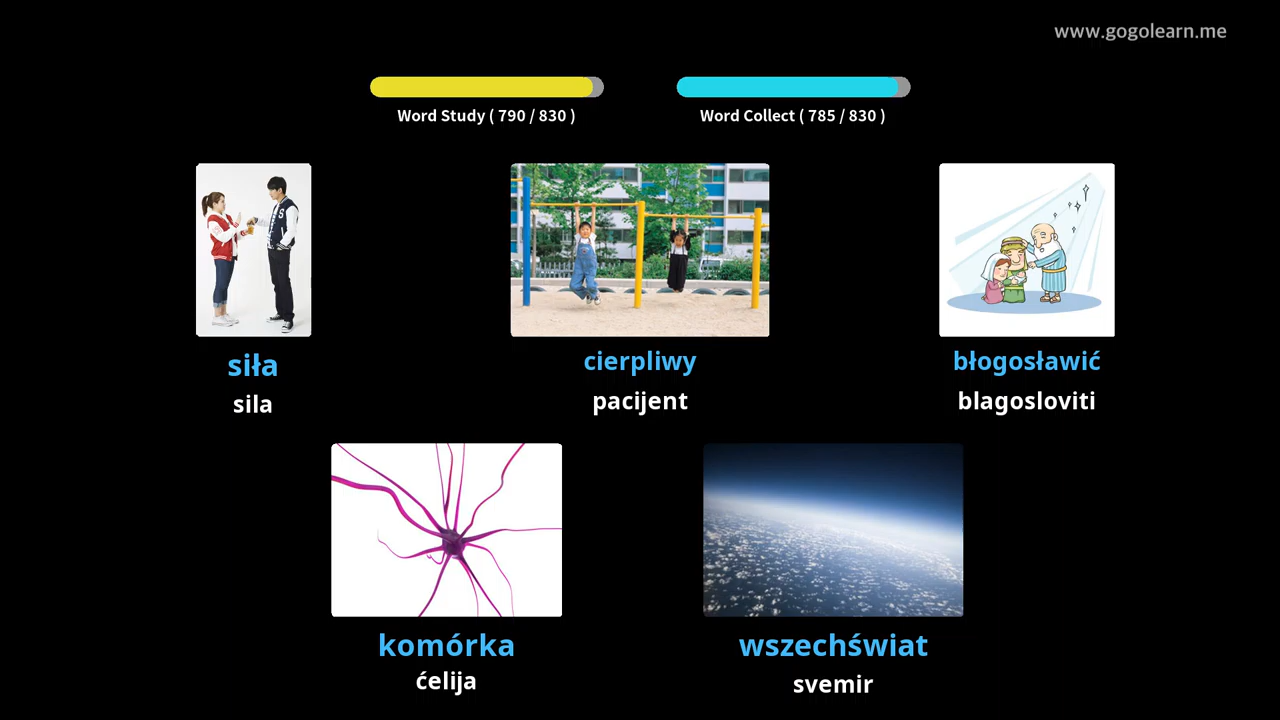 www.gogolearn.me
Word Study ( 790 / 830 )
Word Collect ( 785 / 830 )
siła
sila
cierpliwy
pacijent
błogosławić
blagosloviti
komórka
ćelija
wszechświat
svemir